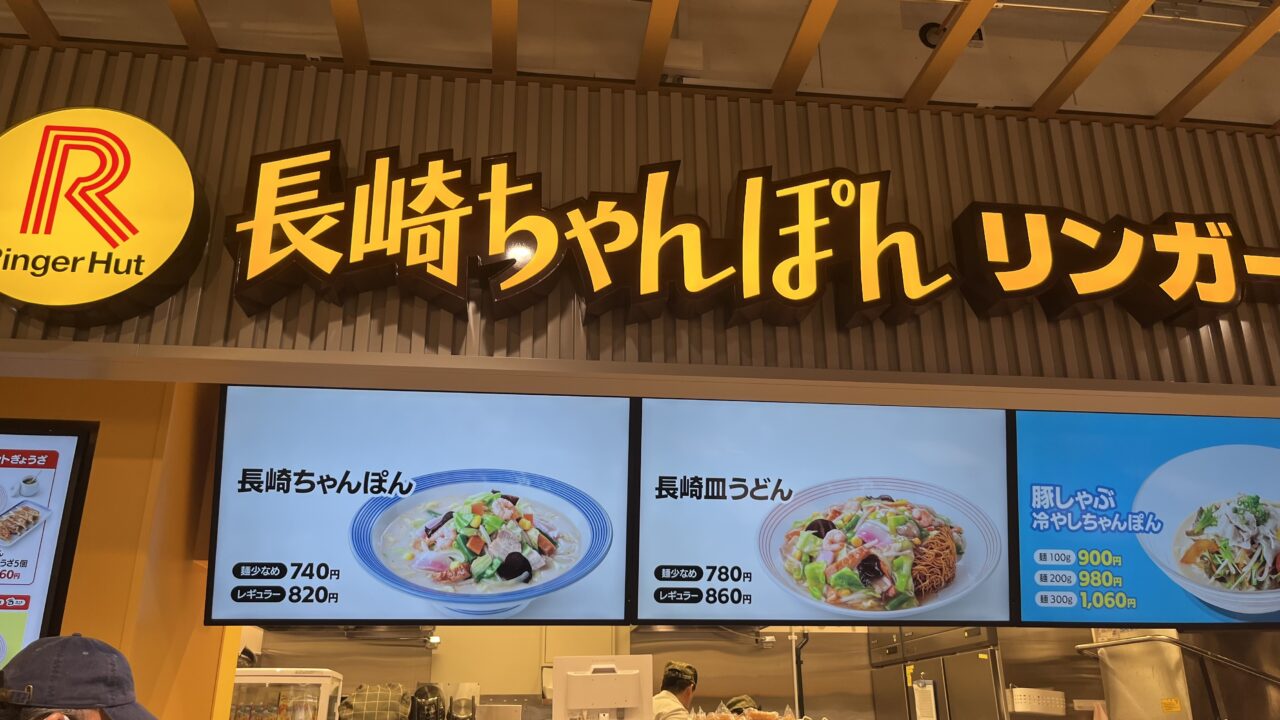 R
Ringer Hut
長崎ちゃんぽん リンガー
長崎ちゃんぽん
麺少なめ 740円
レギュラー 820円
長崎皿うどん
麺少なめ 780円
レギュラー 860円
豚しゃぶ
冷やしちゃんぽん
麺100g 900円
麺200g 980円
麺300g 1,060円